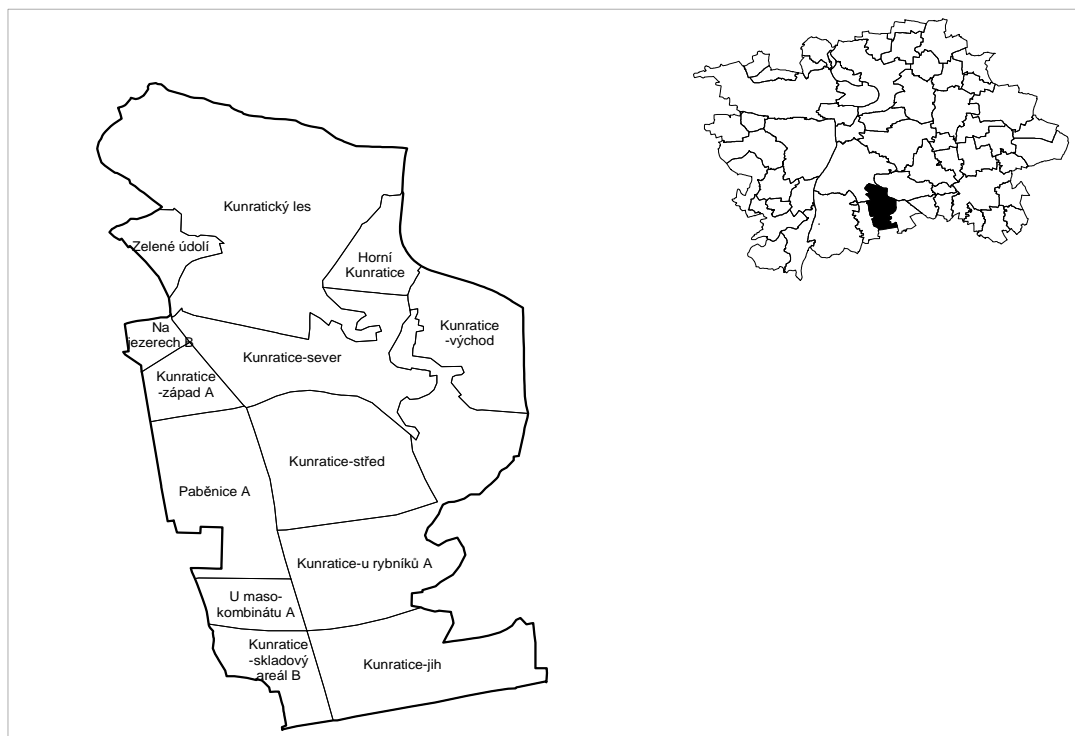 Kunratický les
Zelené údolí
Horní
Kunratice
Na
jezerech B
Kunratice
-východ
Kunratice-sever
Kunratice
-západ A
Kunratice-střed
Paběnice A
Kunratice-u rybníků A
U maso-
kombinátu A
Kunratice
-skladový
areál B
Kunratice-jih